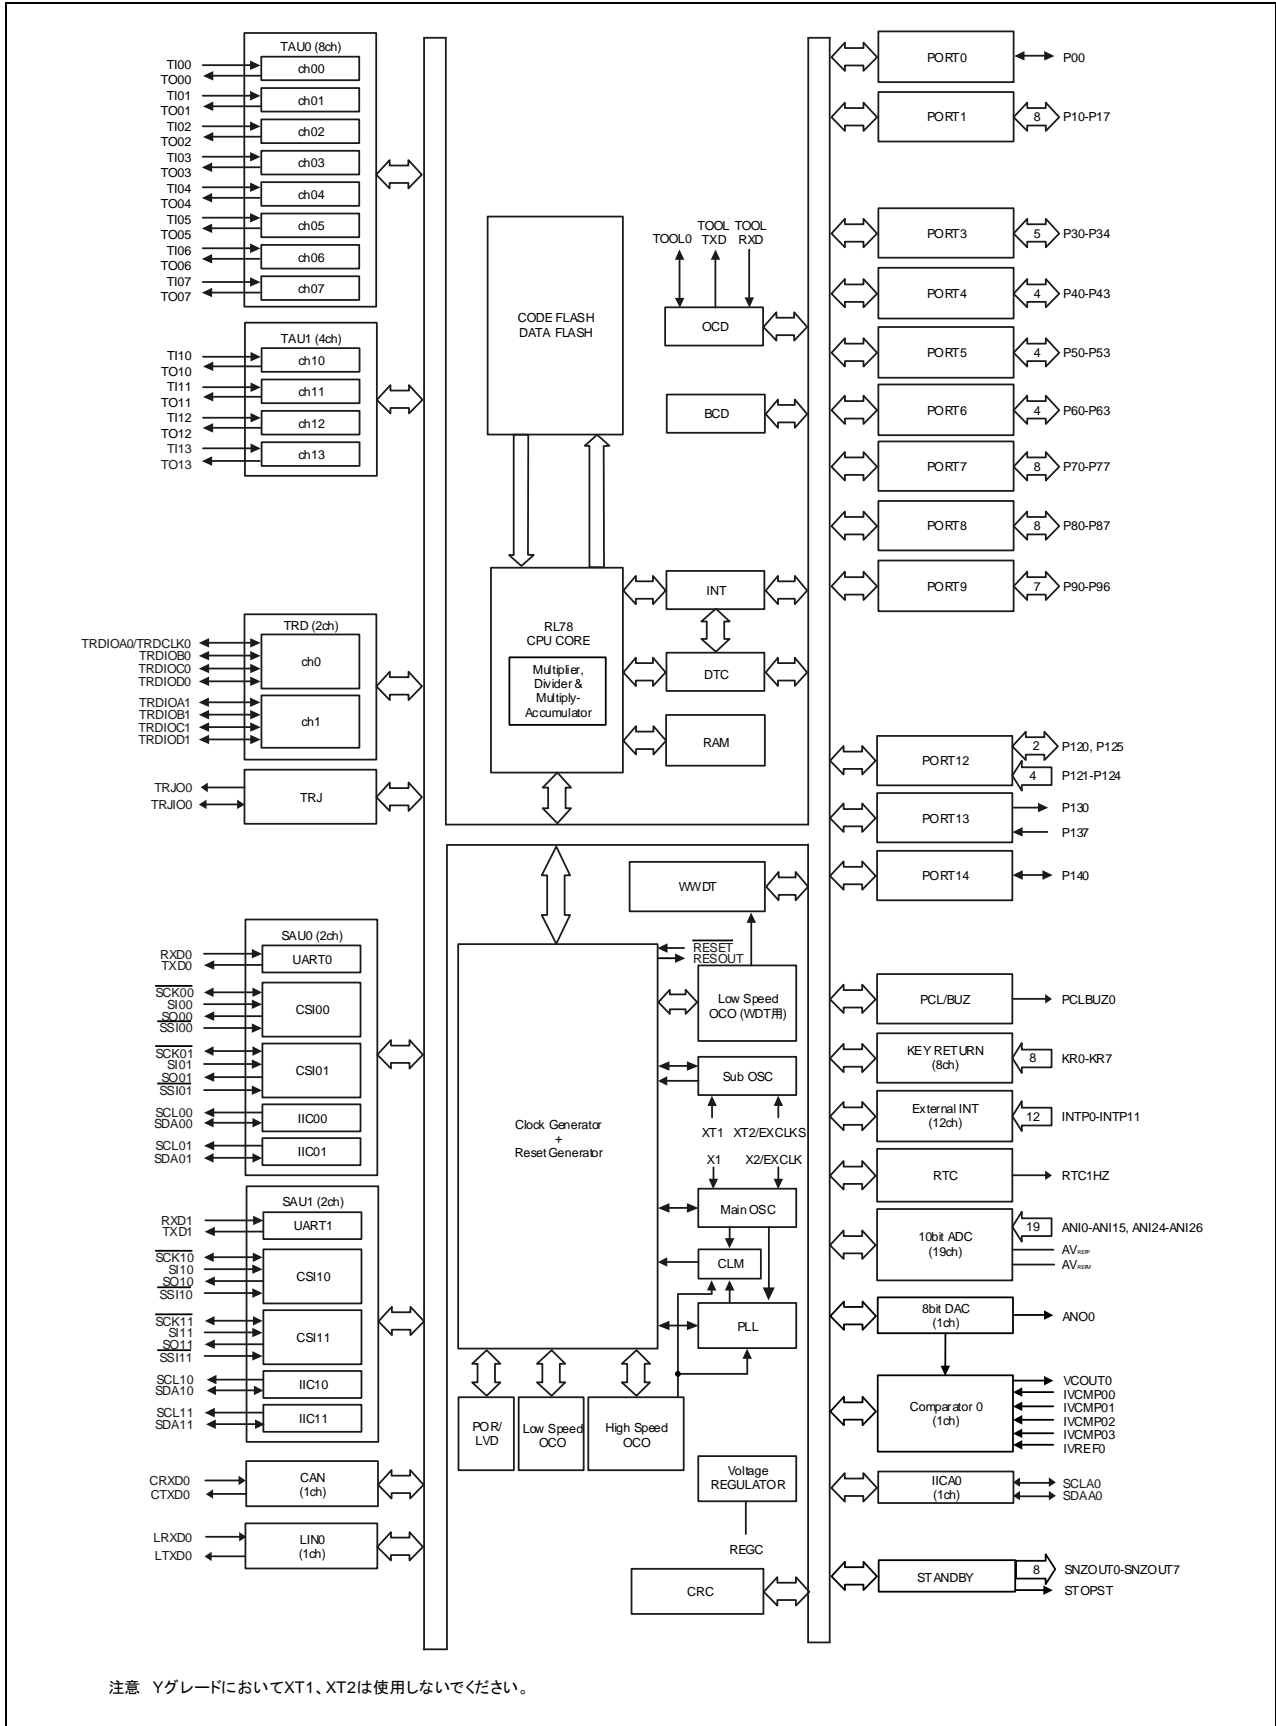 TAU0 (8ch)
TI00
TO00
ch00
TI01
TO01
ch01
TI02
TO02
ch02
TI03
TO03
ch03
TI04
TO04
ch04
TI05
TO05
ch05
TI06
TO06
ch06
TI07
TO07
ch07
TAU1 (4ch)
TI10
TO10
ch10
TI11
TO11
ch11
TI12
TO12
ch12
TI13
TO13
ch13
TRD (2ch)
TRDIOA0/TRDCLK0
TRDIOB0
TRDIOC0
TRDIOD0
ch0
TRDIOA1
TRDIOB1
TRDIOC1
TRDIOD1
ch1
TRJO0
TRJIO0
TRJ
SAU0 (2ch)
RXD0
TXD0
UART0
SCK00
SI00
SO00
SSI00
CSI00
SCK01
SI01
SO01
SSI01
CSI01
SCL00
SDA00
IIC00
SCL01
SDA01
IIC01
SAU1 (2ch)
RXD1
TXD1
UART1
SCK10
SI10
SO10
SSI10
CSI10
SCK11
SI11
SO11
SSI11
CSI11
SCL10
SDA10
IIC10
SCL11
SDA11
IIC11
CRXD0
CTXD0
CAN
(1ch)
LRXD0
LTXD0
LIN0
(1ch)
CODE FLASH
DATA FLASH
TOOL0
TOOL
TXD
TOOL
RXD
OCD
BCD
RL78
CPU CORE
Multiplier,
Divider &
Multiply-
Accumulator
INT
DTC
RAM
WWDT
RESET
RESOUT
Low Speed
OCO (WDT用)
Sub OSC
XT1
XT2/EXCLKS
Clock Generator
+
Reset Generator
X1
X2/EXCLK
Main OSC
CLM
PLL
POR/
LVD
Low Speed
OCO
High Speed
OCO
Voltage
REGULATOR
REGC
CRC
PORT0
P00
PORT1
8
P10-P17
PORT3
5
P30-P34
PORT4
4
P40-P43
PORT5
4
P50-P53
PORT6
4
P60-P63
PORT7
8
P70-P77
PORT8
8
P80-P87
PORT9
7
P90-P96
PORT12
2
P120, P125
4
P121-P124
PORT13
P130
P137
PORT14
P140
PCL/BUZ
PCLBUZ0
KEY RETURN
(8ch)
8
KR0-KR7
External INT
(12ch)
12
INTP0-INTP11
RTC
RTC1HZ
10bit ADC
(19ch)
19
ANI0-ANI15, ANI24-ANI26
AVREFP
AVREFM
8bit DAC
(1ch)
ANO0
Comparator 0
(1ch)
VCOUT0
IVCMP00
IVCMP01
IVCMP02
IVCMP03
IVREF0
IICA0
(1ch)
SCLA0
SDAA0
STANDBY
8
SNZOUT0-SNZOUT7
STOPST
注意 YグレードにおいてXT1、XT2は使用しないでください。